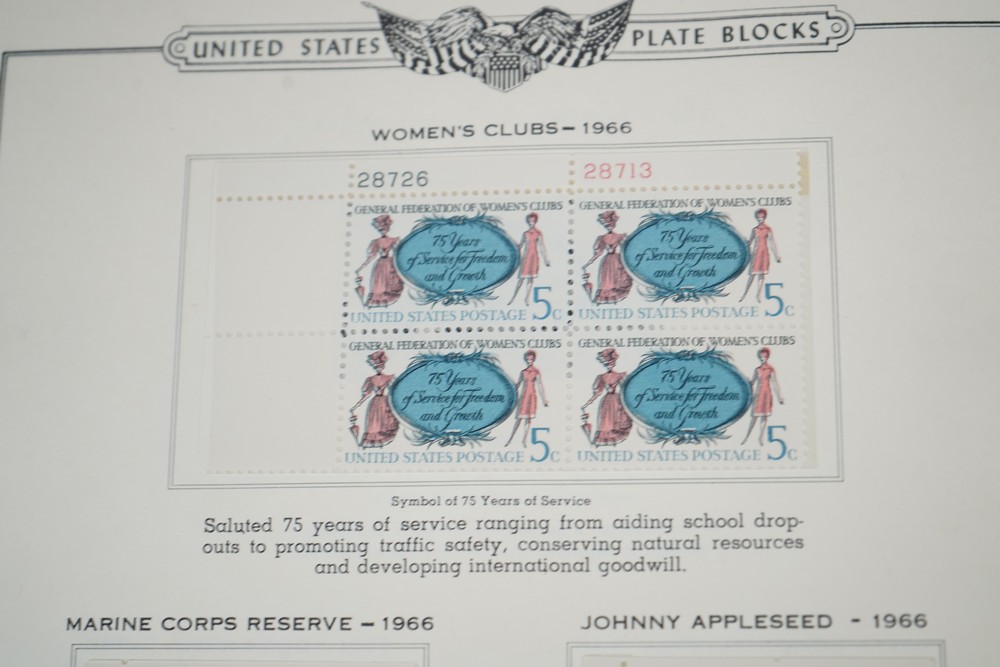 UNITED STATES PLATE BLOCKS
WOMEN'S CLUBS – 1966
28726 28713
GENERAL FEDERATION OF WOMEN'S CLUBS
75 Years
of Service for Freedom
and Growth
5c
UNITED STATES POSTAGE
GENERAL FEDERATION OF WOMEN'S CLUBS
75 Years
of Service for Freedom
and Growth
5c
UNITED STATES POSTAGE
GENERAL FEDERATION OF WOMEN'S CLUBS
75 Years
of Service for Freedom
and Growth
5c
UNITED STATES POSTAGE
GENERAL FEDERATION OF WOMEN'S CLUBS
75 Years
of Service for Freedom
and Growth
5c
UNITED STATES POSTAGE
Symbol of 75 Years of Service
Saluted 75 years of service ranging from aiding school drop-
outs to promoting traffic safety, conserving natural resources
and developing international goodwill.
MARINE CORPS RESERVE – 1966
JOHNNY APPLESEED - 1966